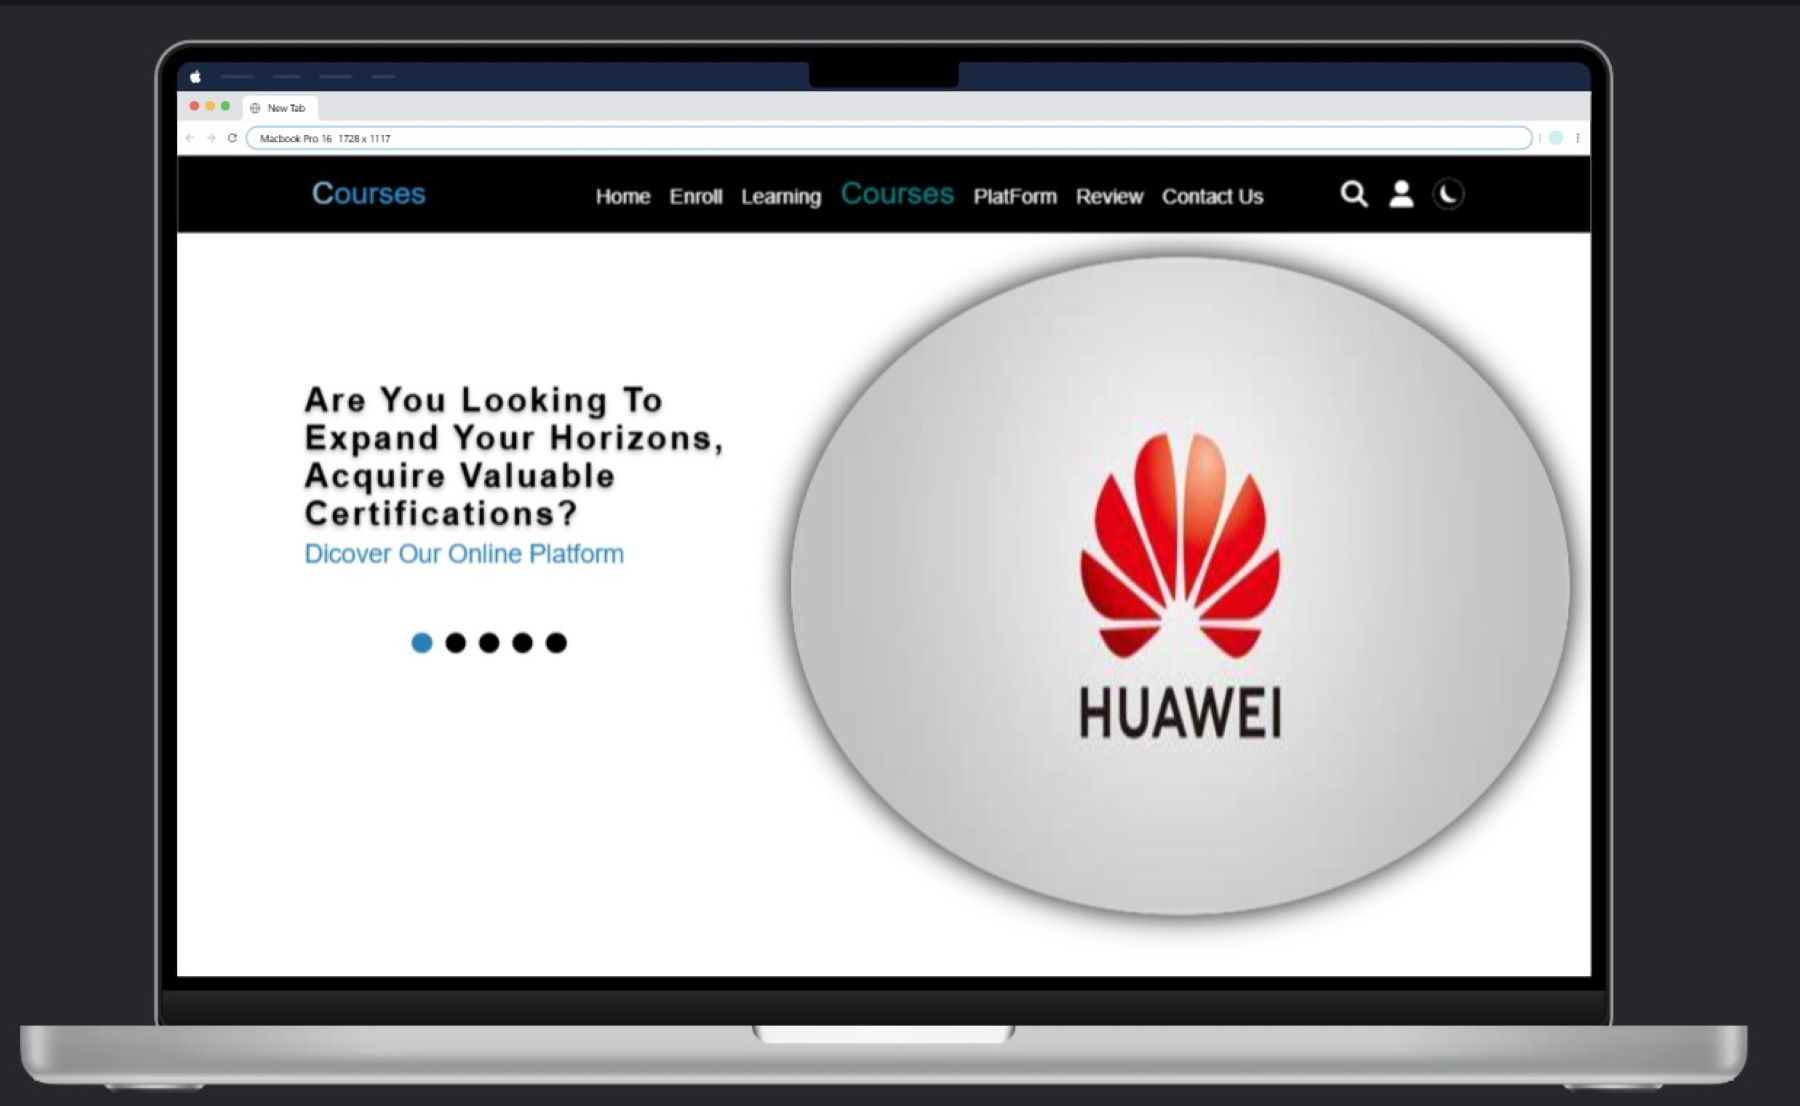 New Tab
Macbook Pro 16 1728 x 1117
Courses
Home Enroll Learning Courses PlatForm Review Contact Us
Are You Looking To
Expand Your Horizons,
Acquire Valuable
Certifications?
Dicover Our Online Platform
HUAWEI